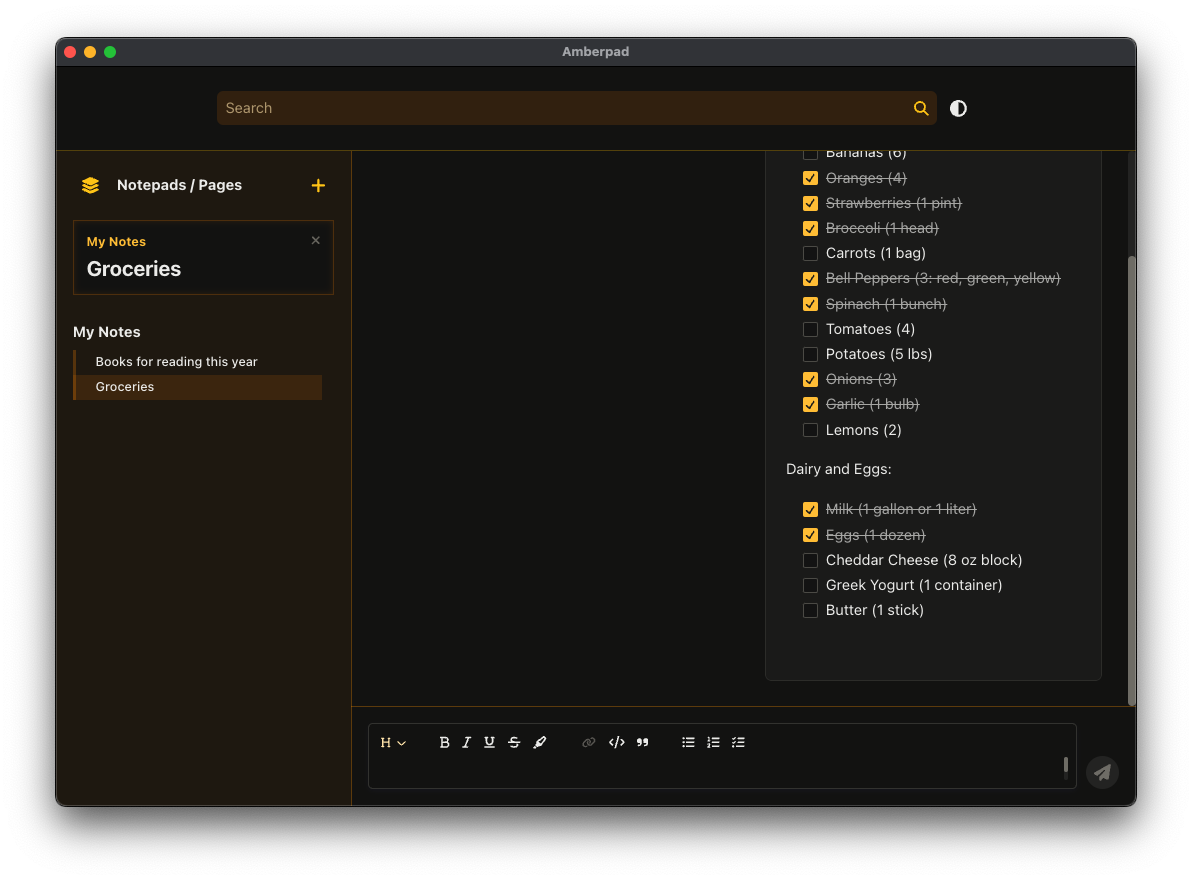 Amberpad
Search
Notepads / Pages
My Notes
Groceries
My Notes
Books for reading this year
Groceries
Bananas (6)
Oranges (4)
Strawberries (1 pint)
Broccoli (1 head)
Carrots (1 bag)
Bell Peppers (3: red, green, yellow)
Spinach (1 bunch)
Tomatoes (4)
Potatoes (5 lbs)
Onions (3)
Garlic (1 bulb)
Lemons (2)
Dairy and Eggs:
Milk (1 gallon or 1 liter)
Eggs (1 dozen)
Cheddar Cheese (8 oz block)
Greek Yogurt (1 container)
Butter (1 stick)
H B I U S